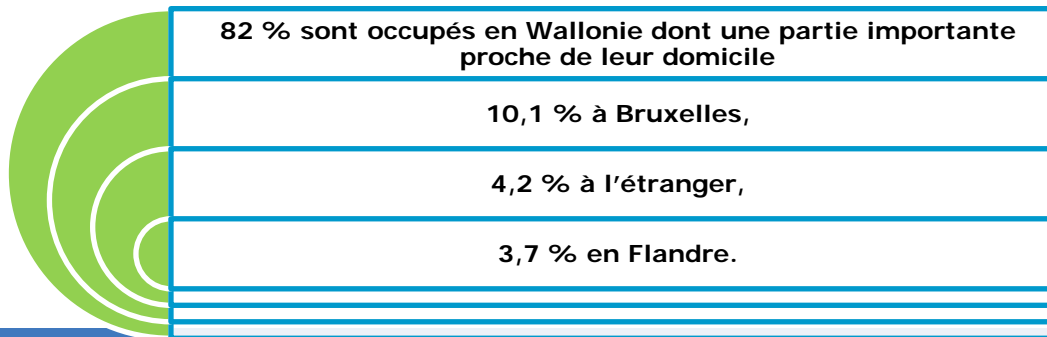 82 % sont occupés en Wallonie dont une partie importante
proche de leur domicile
10,1 % à Bruxelles,
4,2 % à l’étranger,
3,7 % en Flandre.